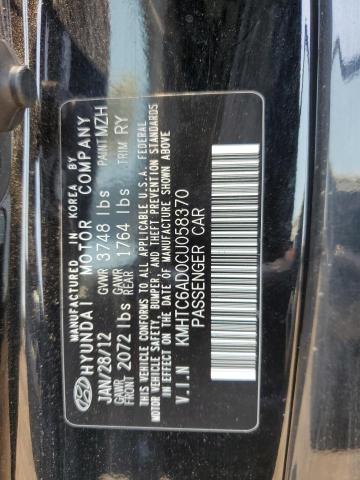 MANUFACTURED IN KOREA BY
HYUNDAI MOTOR COMPANY
JAN/28/12 GVWR 3748 lbs PAINT MZH
GAWR FRONT 2072 lbs GAWR REAR 1764 lbs TRIM RY
THIS VEHICLE CONFORMS TO ALL APPLICABLE U.S.A. FEDERAL
MOTOR VEHICLE SAFETY, BUMPER, AND THEFT PREVENTION STANDARDS
IN EFFECT ON THE DATE OF MANUFACTURE SHOWN ABOVE
V.I.N KMHTC6AD0CU058370
PASSENGER CAR